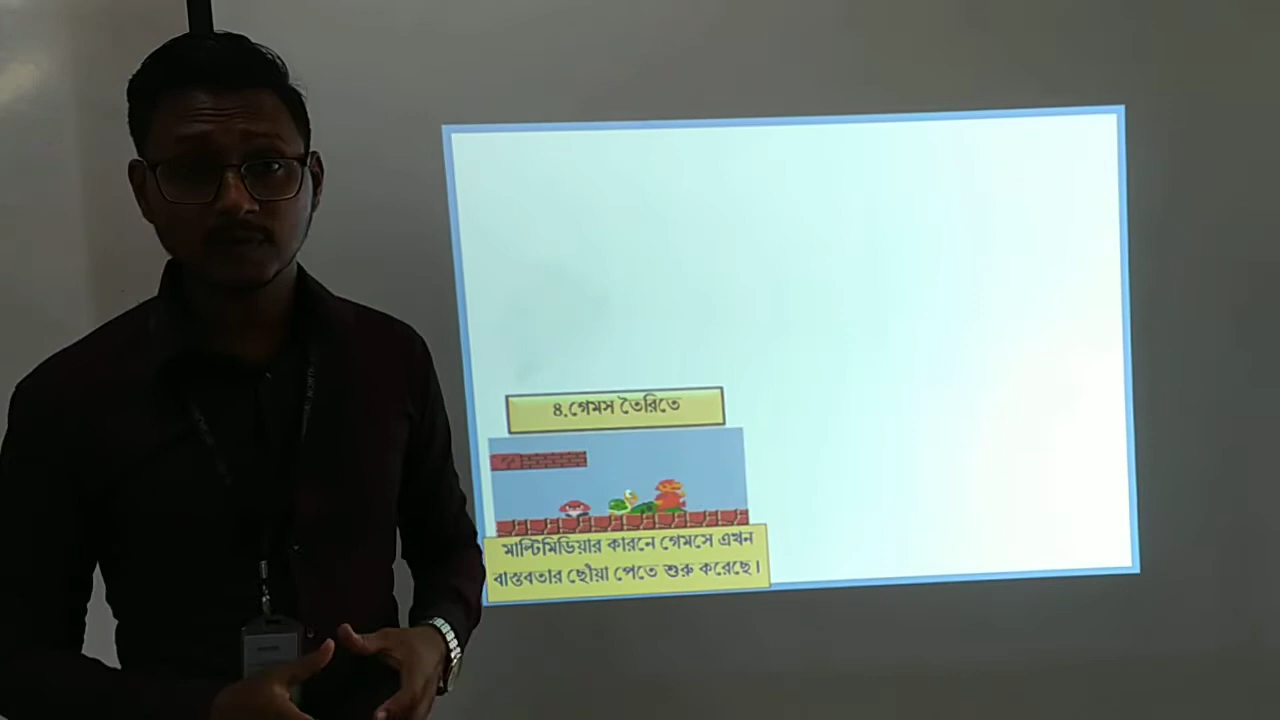 ৪.গেমস তৈরিতে
মাল্টিমিডিয়ার কারনে গেমসে এখন
বাস্তবতার ছোঁয়া পেতে শুরু করেছে।